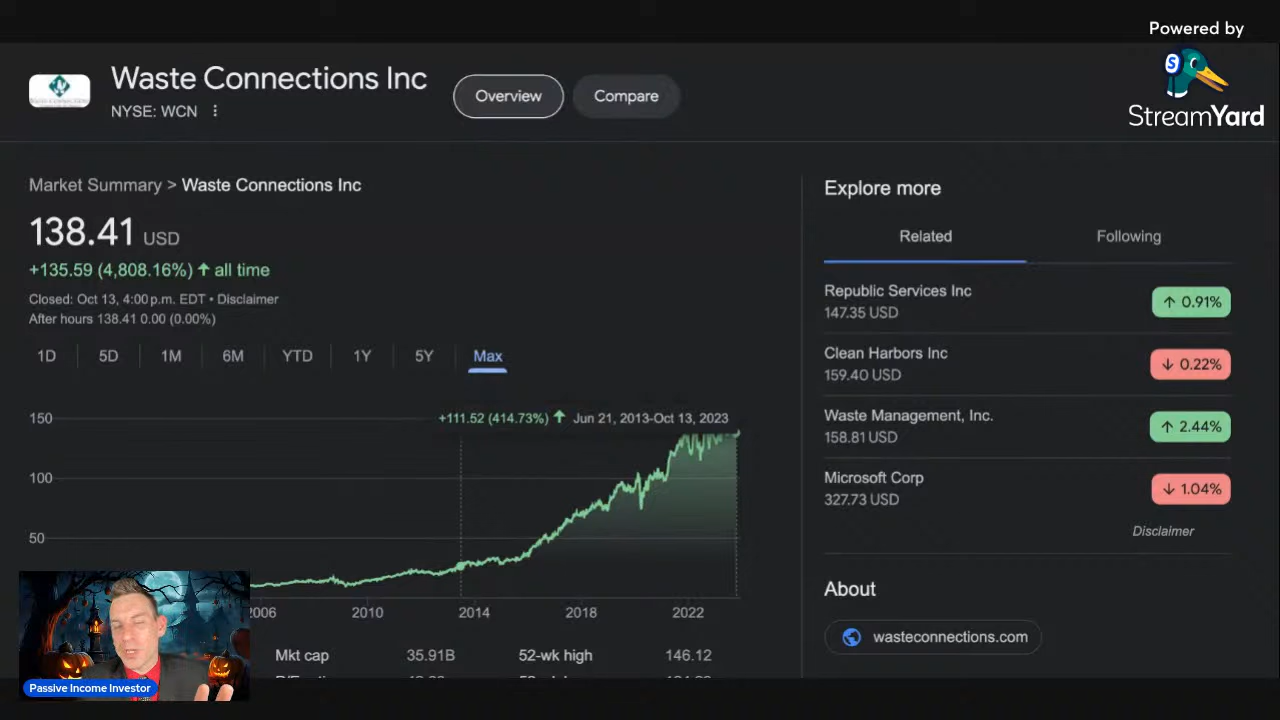 Powered by
StreamYard
Waste Connections Inc
NYSE: WCN
Overview
Compare
Market Summary > Waste Connections Inc
138.41 USD
+135.59 (4,808.16%) ↑ all time
Closed: Oct 13, 4:00 p.m. EDT • Disclaimer
After hours 138.41 0.00 (0.00%)
1D 5D 1M 6M YTD 1Y 5Y Max
+111.52 (414.73%) ↑ Jun 21, 2013-Oct 13, 2023
150
100
50
2006 2010 2014 2018 2022
Mkt cap 35.91B 52-wk high 146.12
Explore more
Related Following
Republic Services Inc
147.35 USD
↑ 0.91%
Clean Harbors Inc
159.40 USD
↓ 0.22%
Waste Management, Inc.
158.81 USD
↑ 2.44%
Microsoft Corp
327.73 USD
↓ 1.04%
Disclaimer
About
wasteconnections.com
Passive Income Investor